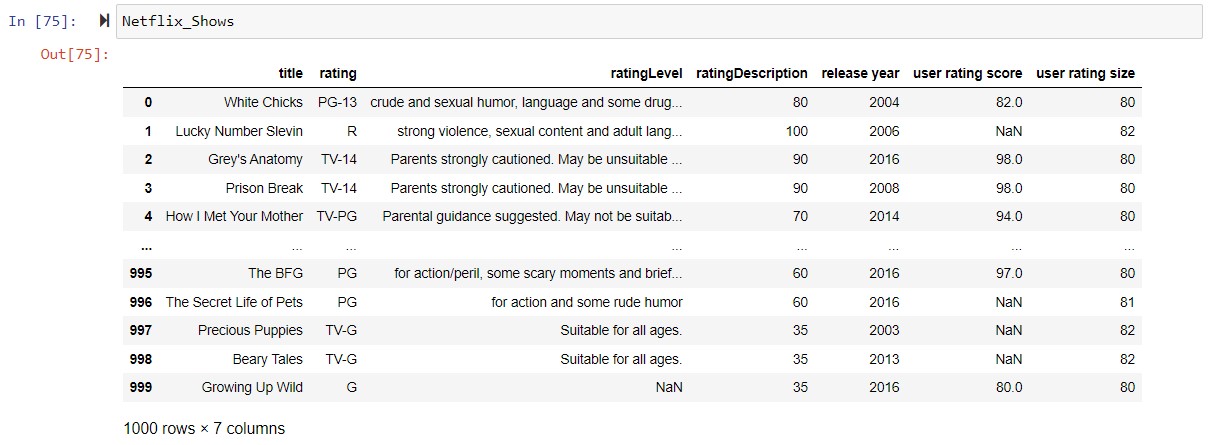 In [75]: Netflix_Shows
Out[75]:
title rating ratingLevel ratingDescription release year user rating score user rating size
0 White Chicks PG-13 crude and sexual humor, language and some drug... 80 2004 82.0 80
1 Lucky Number Slevin R strong violence, sexual content and adult lang... 100 2006 NaN 82
2 Grey's Anatomy TV-14 Parents strongly cautioned. May be unsuitable ... 90 2016 98.0 80
3 Prison Break TV-14 Parents strongly cautioned. May be unsuitable ... 90 2008 98.0 80
4 How I Met Your Mother TV-PG Parental guidance suggested. May not be suitab... 70 2014 94.0 80
... ... ... ... ... ... ... ...
995 The BFG PG for action/peril, some scary moments and brief... 60 2016 97.0 80
996 The Secret Life of Pets PG for action and some rude humor 60 2016 NaN 81
997 Precious Puppies TV-G Suitable for all ages. 35 2003 NaN 82
998 Beary Tales TV-G Suitable for all ages. 35 2013 NaN 82
999 Growing Up Wild G NaN 35 2016 80.0 80
1000 rows × 7 columns